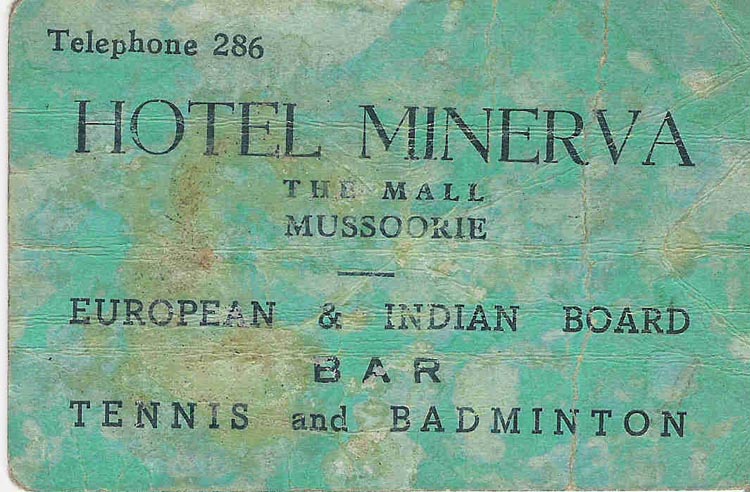 Telephone 286
HOTEL MINERVA
THE MALL
MUSSOORIE
EUROPEAN & INDIAN BOARD
BAR
TENNIS and BADMINTON